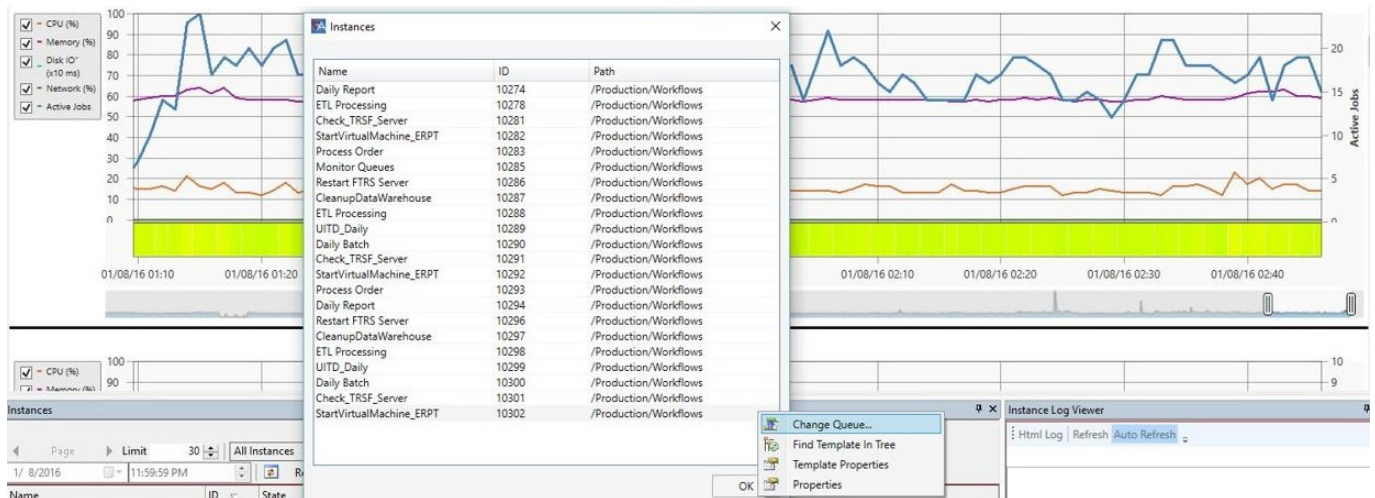 CPU (%)
Memory (%)
Disk IO*
(x10 ms)
Network (%)
Active Jobs
100
90
80
70
60
50
40
30
20
10
0
01/08/16 01:10
01/08/16 01:20
Instances
Name ID Path
Daily Report 10274 /Production/Workflows
ETL Processing 10278 /Production/Workflows
Check_TRSF_Server 10281 /Production/Workflows
StartVirtualMachine_ERPT 10282 /Production/Workflows
Process Order 10283 /Production/Workflows
Monitor Queues 10285 /Production/Workflows
Restart FTRS Server 10286 /Production/Workflows
CleanupDataWarehouse 10287 /Production/Workflows
ETL Processing 10288 /Production/Workflows
UITD_Daily 10289 /Production/Workflows
Daily Batch 10290 /Production/Workflows
Check_TRSF_Server 10291 /Production/Workflows
StartVirtualMachine_ERPT 10292 /Production/Workflows
Process Order 10293 /Production/Workflows
Daily Report 10294 /Production/Workflows
Restart FTRS Server 10296 /Production/Workflows
CleanupDataWarehouse 10297 /Production/Workflows
ETL Processing 10298 /Production/Workflows
UITD_Daily 10299 /Production/Workflows
Daily Batch 10300 /Production/Workflows
Check_TRSF_Server 10301 /Production/Workflows
StartVirtualMachine_ERPT 10302 /Production/Workflows
OK
Change Queue...
Find Template In Tree
Template Properties
Properties
20
15
10
5
0
Active Jobs
01/08/16 02:10
01/08/16 02:20
01/08/16 02:30
01/08/16 02:40
CPU (%)
Memory (%)
100
90
10
9
Instances
Page Limit 30 All Instances
1/ 8/2016 11:59:59 PM
Name ID State
Instance Log Viewer
Html Log Refresh Auto Refresh